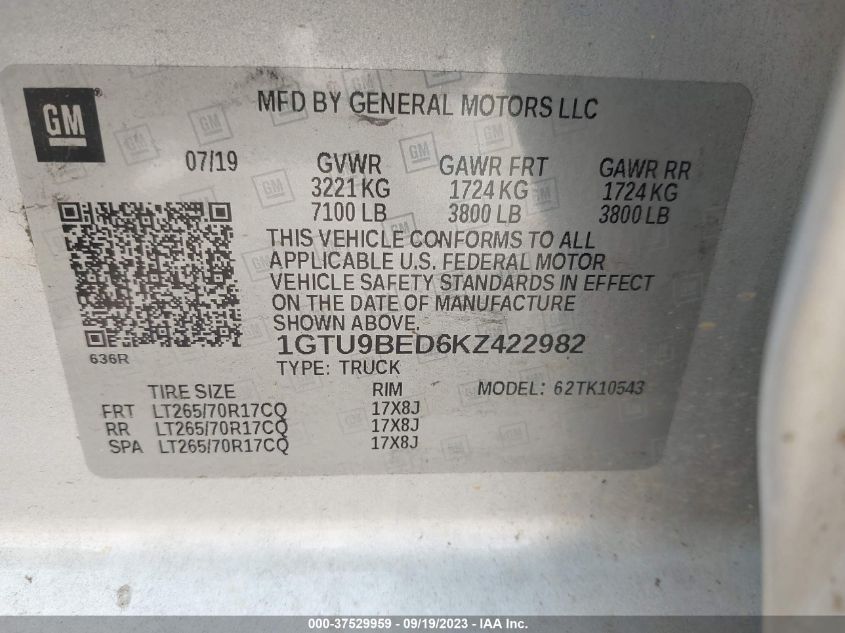 GM
MFD BY GENERAL MOTORS LLC
07/19 GVWR GAWR FRT GAWR RR
3221 KG 1724 KG 1724 KG
7100 LB 3800 LB 3800 LB
THIS VEHICLE CONFORMS TO ALL
APPLICABLE U.S. FEDERAL MOTOR
VEHICLE SAFETY STANDARDS IN EFFECT
ON THE DATE OF MANUFACTURE
SHOWN ABOVE.
1GTU9BED6KZ422982
636R
TYPE: TRUCK
TIRE SIZE RIM MODEL: 62TK10543
FRT LT265/70R17CQ 17X8J
RR LT265/70R17CQ 17X8J
SPA LT265/70R17CQ 17X8J
000-37529959 - 09/19/2023 - IAAI.com